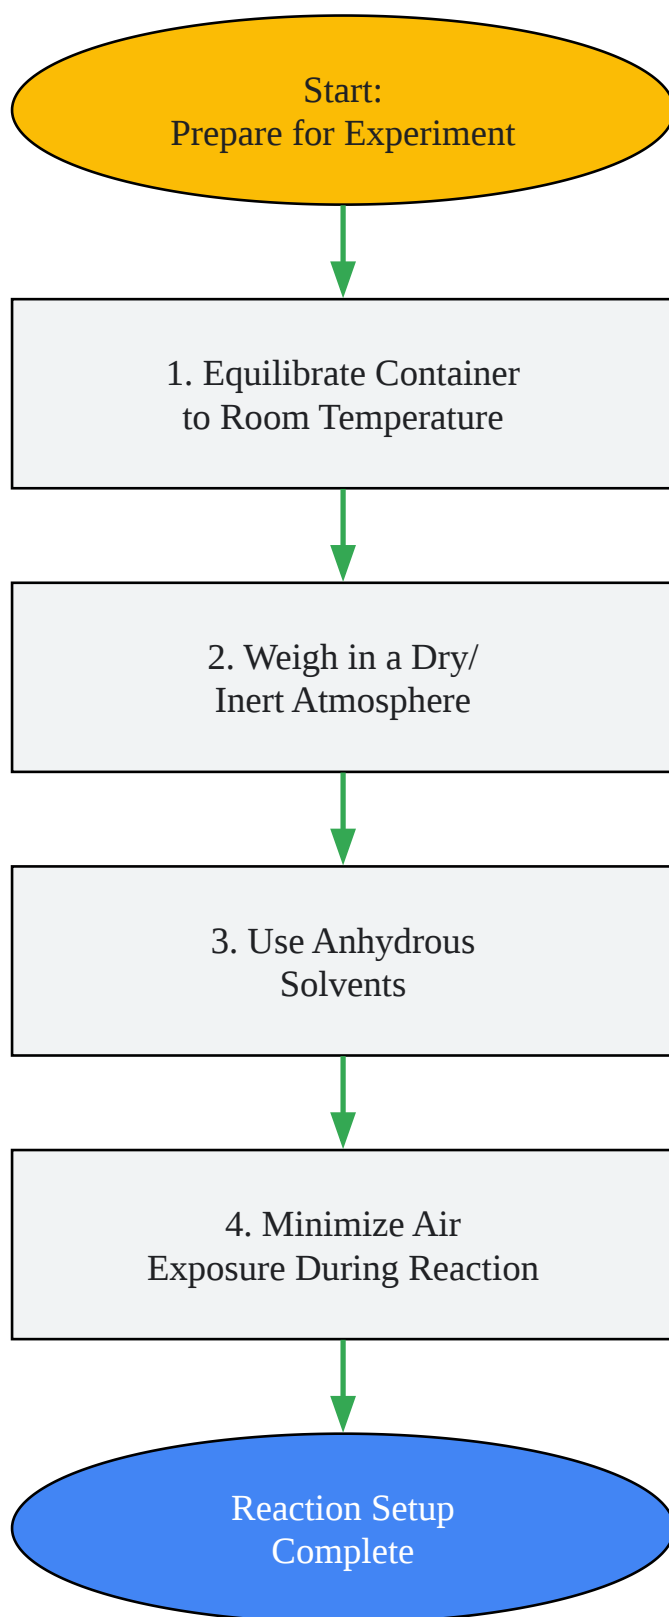 Start:
Prepare for Experiment
1. Equilibrate Container
to Room Temperature
2. Weigh in a Dry/
Inert Atmosphere
3. Use Anhydrous
Solvents
4. Minimize Air
Exposure During Reaction
Reaction Setup
Complete